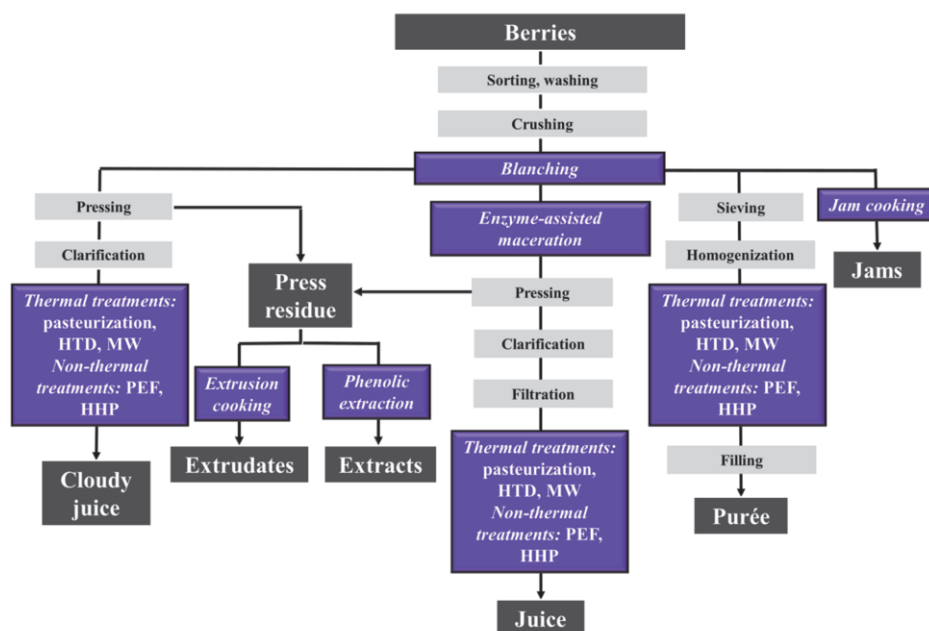 Berries
Sorting, washing
Crushing
Blanching
Pressing
Clarification
Thermal treatments:
pasteurization,
HTD, MW
Non-thermal
treatments: PEF,
HHP
Cloudy
juice
Press
residue
Extrusion
cooking
Phenolic
extraction
Extrudates
Extracts
Enzyme-assisted
maceration
Pressing
Clarification
Filtration
Thermal treatments:
pasteurization,
HTD, MW
Non-thermal
treatments: PEF,
HHP
Juice
Sieving
Homogenization
Thermal treatments:
pasteurization,
HTD, MW
Non-thermal
treatments: PEF,
HHP
Filling
Purée
Jam cooking
Jams